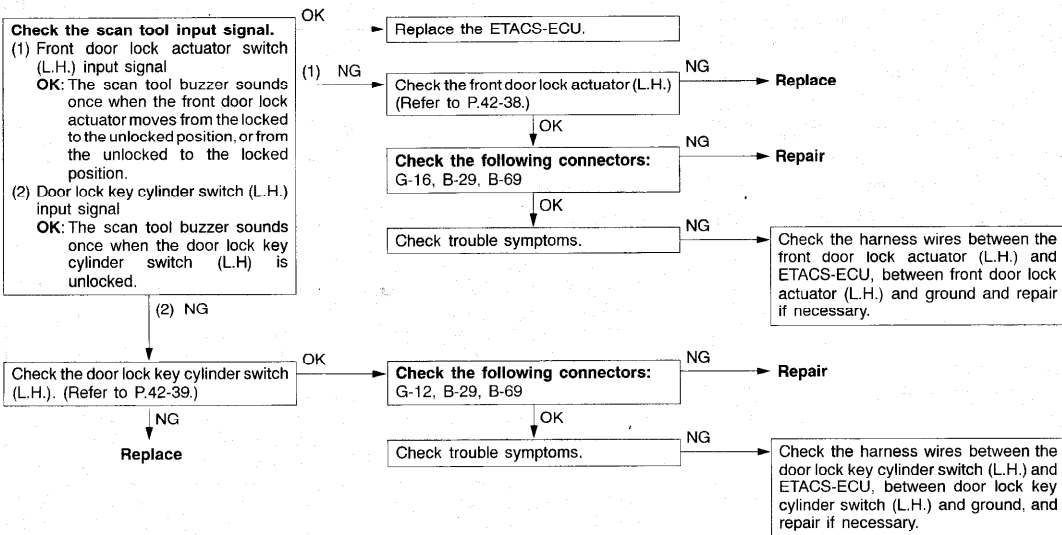 Check the scan tool input signal.
(1) Front door lock actuator switch
(L.H.) input signal
OK: The scan tool buzzer sounds
once when the front door lock
actuator moves from the locked
to the unlocked position, or from
the unlocked to the locked
position.
(2) Door lock key cylinder switch (L.H.)
input signal
OK: The scan tool buzzer sounds
once when the door lock key
cylinder switch (L.H) is
unlocked.
OK
Replace the ETACS-ECU.
(1) NG
Check the front door lock actuator (L.H.)
(Refer to P.42-38.)
NG
Replace
OK
Check the following connectors:
G-16, B-29, B-69
NG
Repair
OK
Check trouble symptoms.
NG
Check the harness wires between the
front door lock actuator (L.H.) and
ETACS-ECU, between front door lock
actuator (L.H.) and ground and repair
if necessary.
(2) NG
Check the door lock key cylinder switch
(L.H.). (Refer to P.42-39.)
NG
Replace
OK
Check the following connectors:
G-12, B-29, B-69
NG
Repair
OK
Check trouble symptoms.
NG
Check the harness wires between the
door lock key cylinder switch (L.H.) and
ETACS-ECU, between door lock key
cylinder switch (L.H.) and ground, and
repair if necessary.